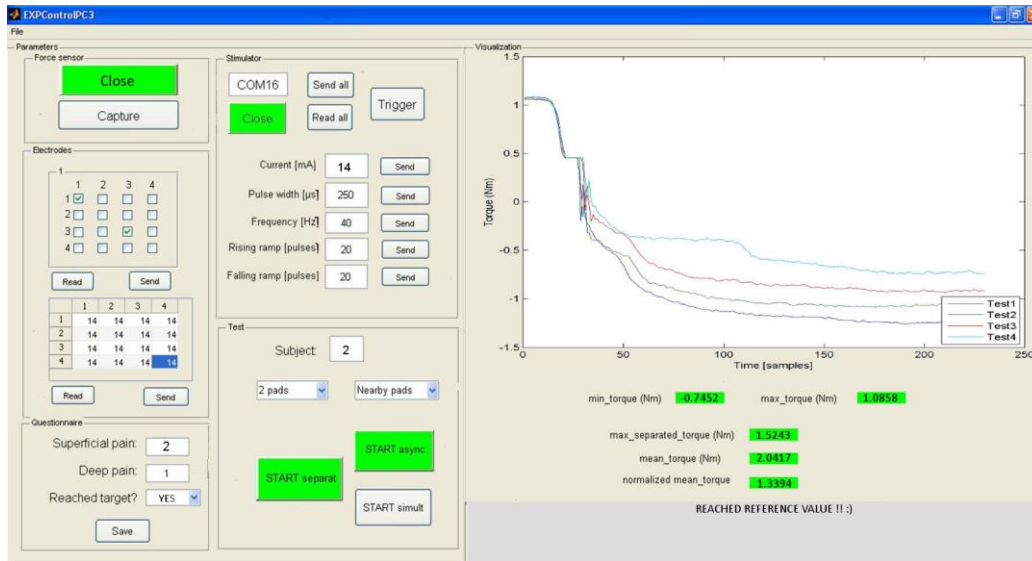 EXPControlPC3
File
Parameters
Force sensor
Close
Capture
Electrodes
1
1 2 3 4
1
2
3
4
Read Send
1 2 3 4
1 14 14 14 14
2 14 14 14 14
3 14 14 14 14
4 14 14 14 14
Read Send
Questionnaire
Superficial pain: 2
Deep pain: 1
Reached target? YES
Save
Stimulator
COM16 Send all
Trigger
Close Read all
Current [mA] 14 Send
Pulse width [µs] 250 Send
Frequency [Hz] 40 Send
Rising ramp [pulses] 20 Send
Falling ramp [pulses] 20 Send
Test
Subject: 2
2 pads Nearby pads
START async
START separat
START simult
Visualization
1.5
1
0.5
0
-0.5
-1
-1.5
Torque (Nm)
0 50 100 150 200 250
Time [samples]
Test1
Test2
Test3
Test4
min_torque (Nm) -0.7452 max_torque (Nm) 1.0858
max_separated_torque (Nm) 1.5243
mean_torque (Nm) 2.0417
normalized mean_torque 1.3394
REACHED REFERENCE VALUE !! :)